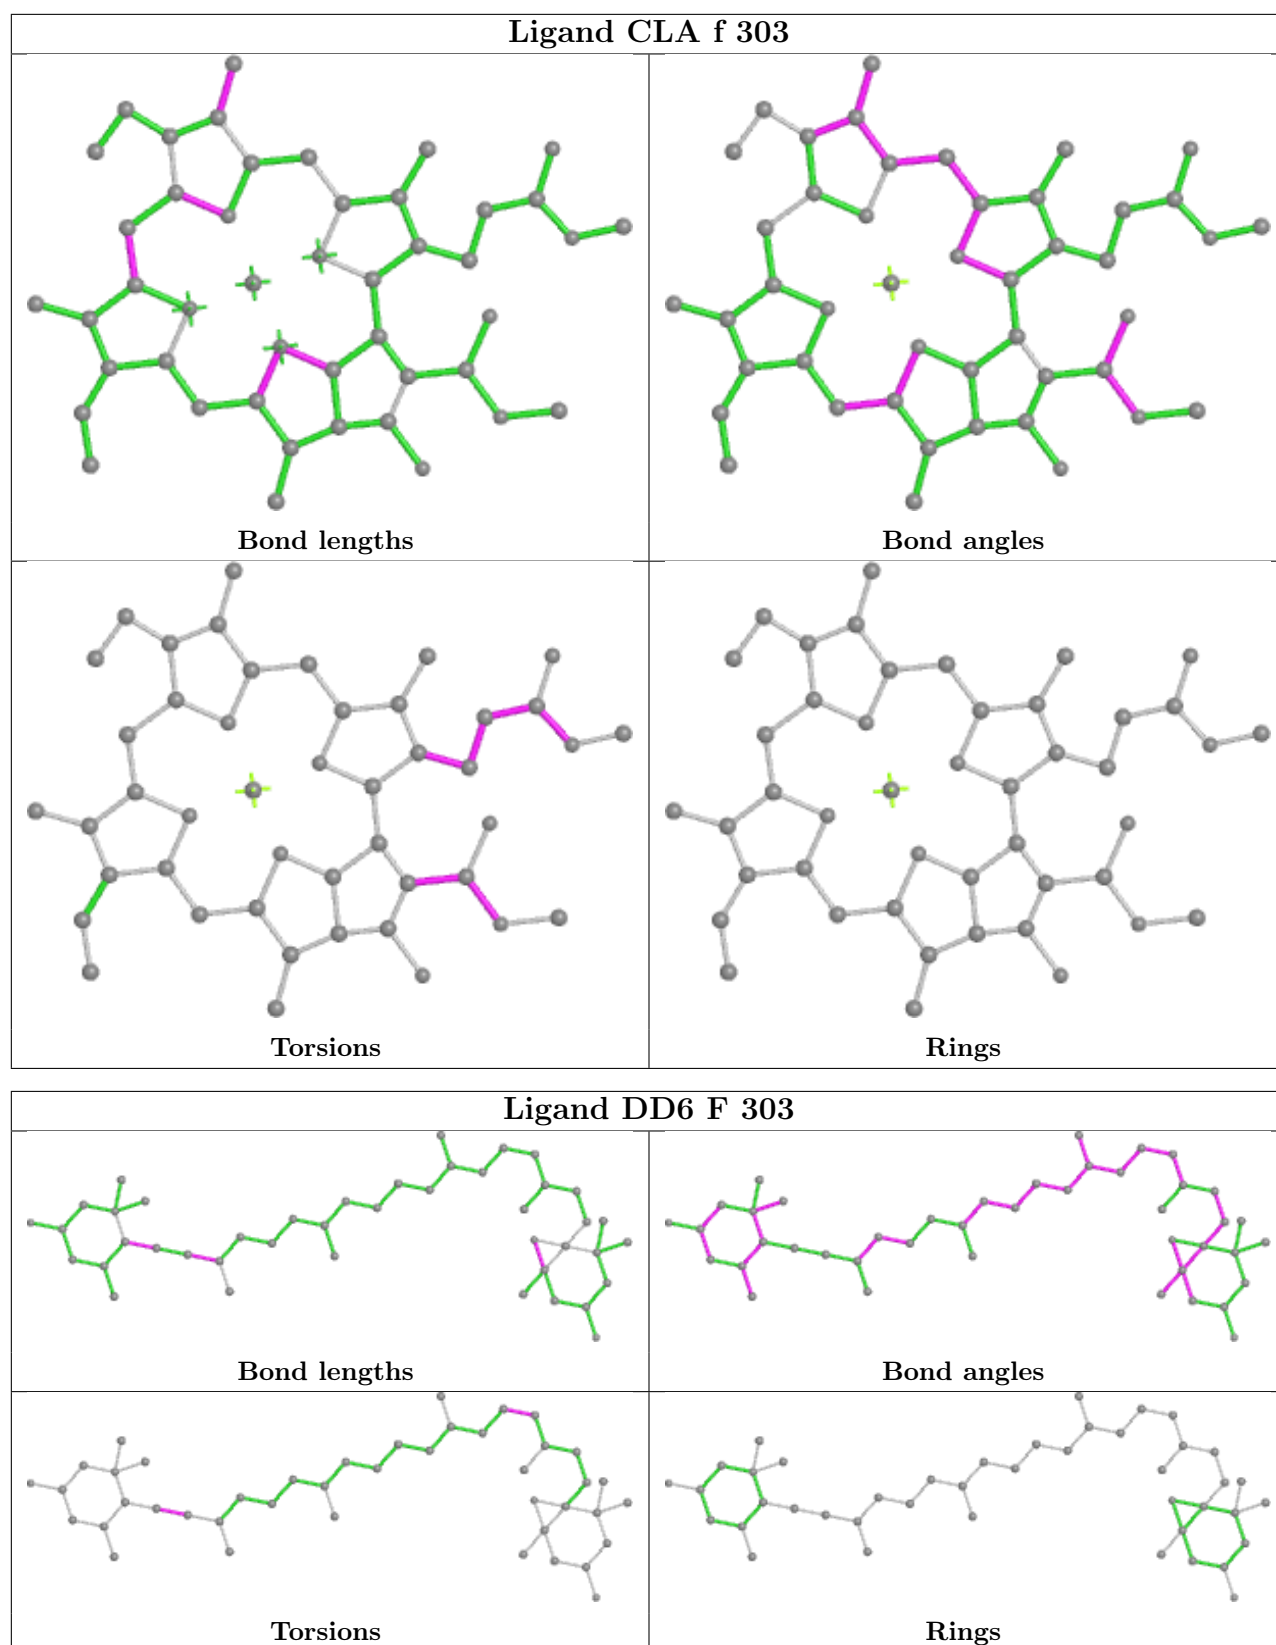 Ligand CLA f 303
Bond lengths
Bond angles
Torsions
Rings
Ligand DD6 F 303
Bond lengths
Bond angles
Torsions
Rings